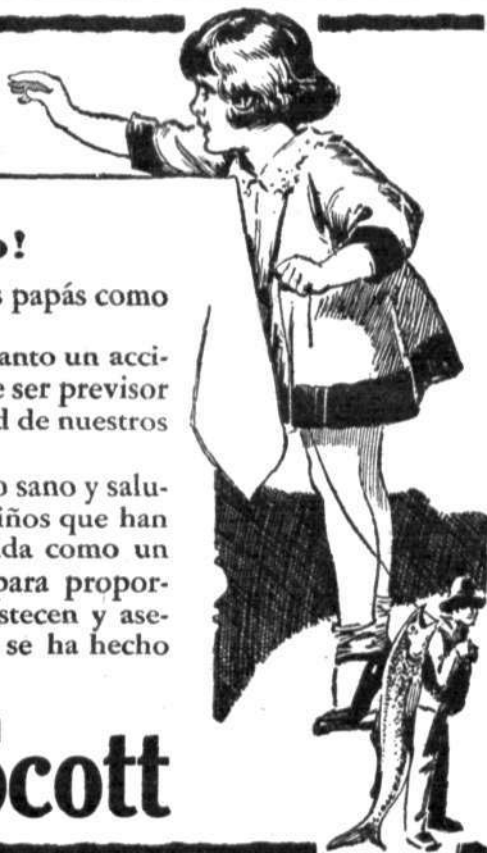 o!
s papás como
anto un acci-
e ser previsor
d de nuestros
o sano y salu-
iños que han
da como un
para propor-
stecen y ase-
se ha hecho
cott